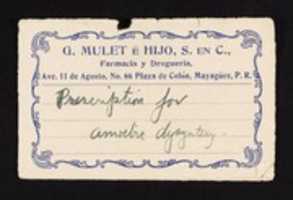 G. MULET É HIJO, S. EN C.,
Farmacia y Droguería,
Ave. 11 de Agosto, No. 66 Plaza de Colón, Mayagüez, P. R.
Prescription for
amoebic dysentery.